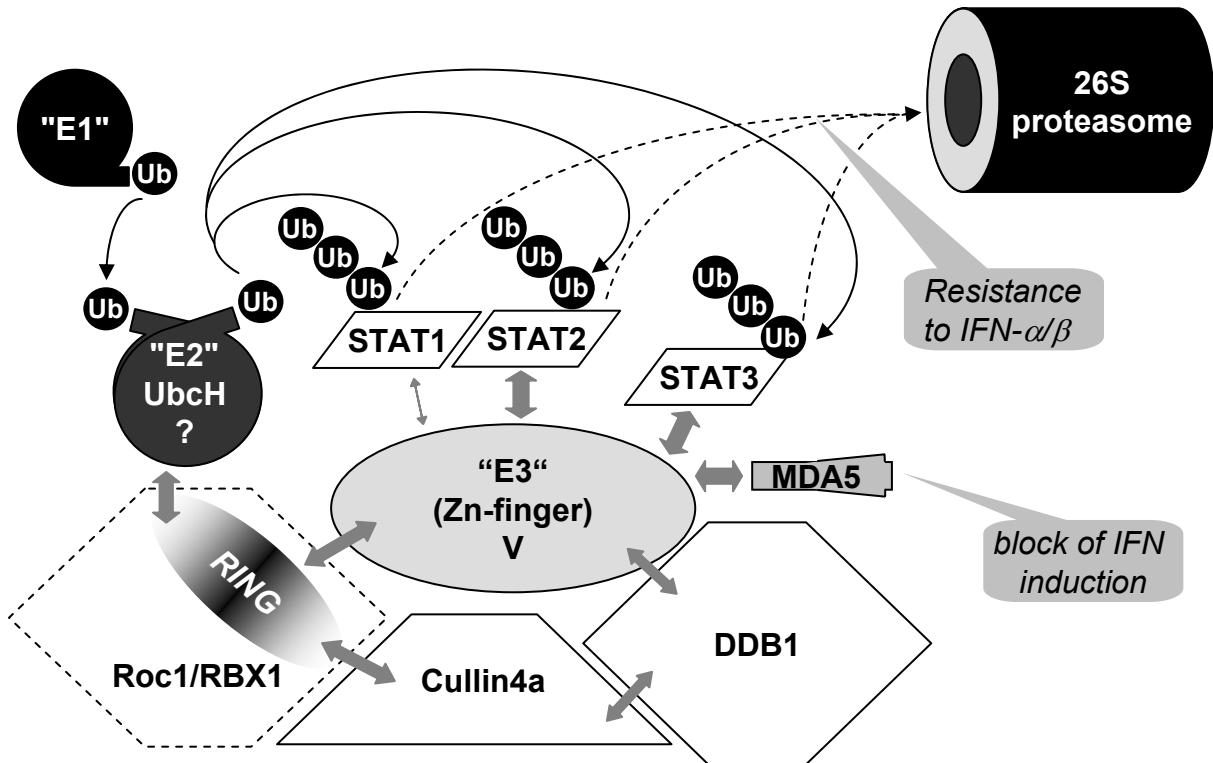 "E1"
Ub
26S
proteasome
Ub
Ub
Ub
Ub
Ub
Ub
Ub
Ub
Ub
Ub
Ub
STAT1
STAT2
STAT3
Resistance
to IFN-α/β
"E2"
UbcH
?
“E3“
(Zn-finger)
V
MDA5
block of IFN
induction
RING
Roc1/RBX1
Cullin4a
DDB1